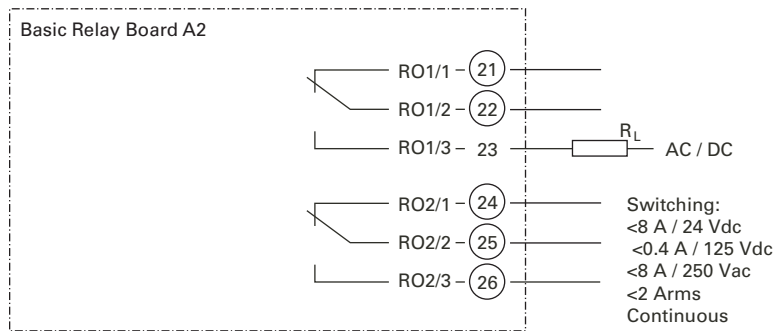 Basic Relay Board A2
RO1/1 – 21
RO1/2 – 22
RO1/3 – 23
RL
AC / DC
RO2/1 – 24
RO2/2 – 25
RO2/3 – 26
Switching:
<8 A / 24 Vdc
<0.4 A / 125 Vdc
<8 A / 250 Vac
<2 Arms
Continuous